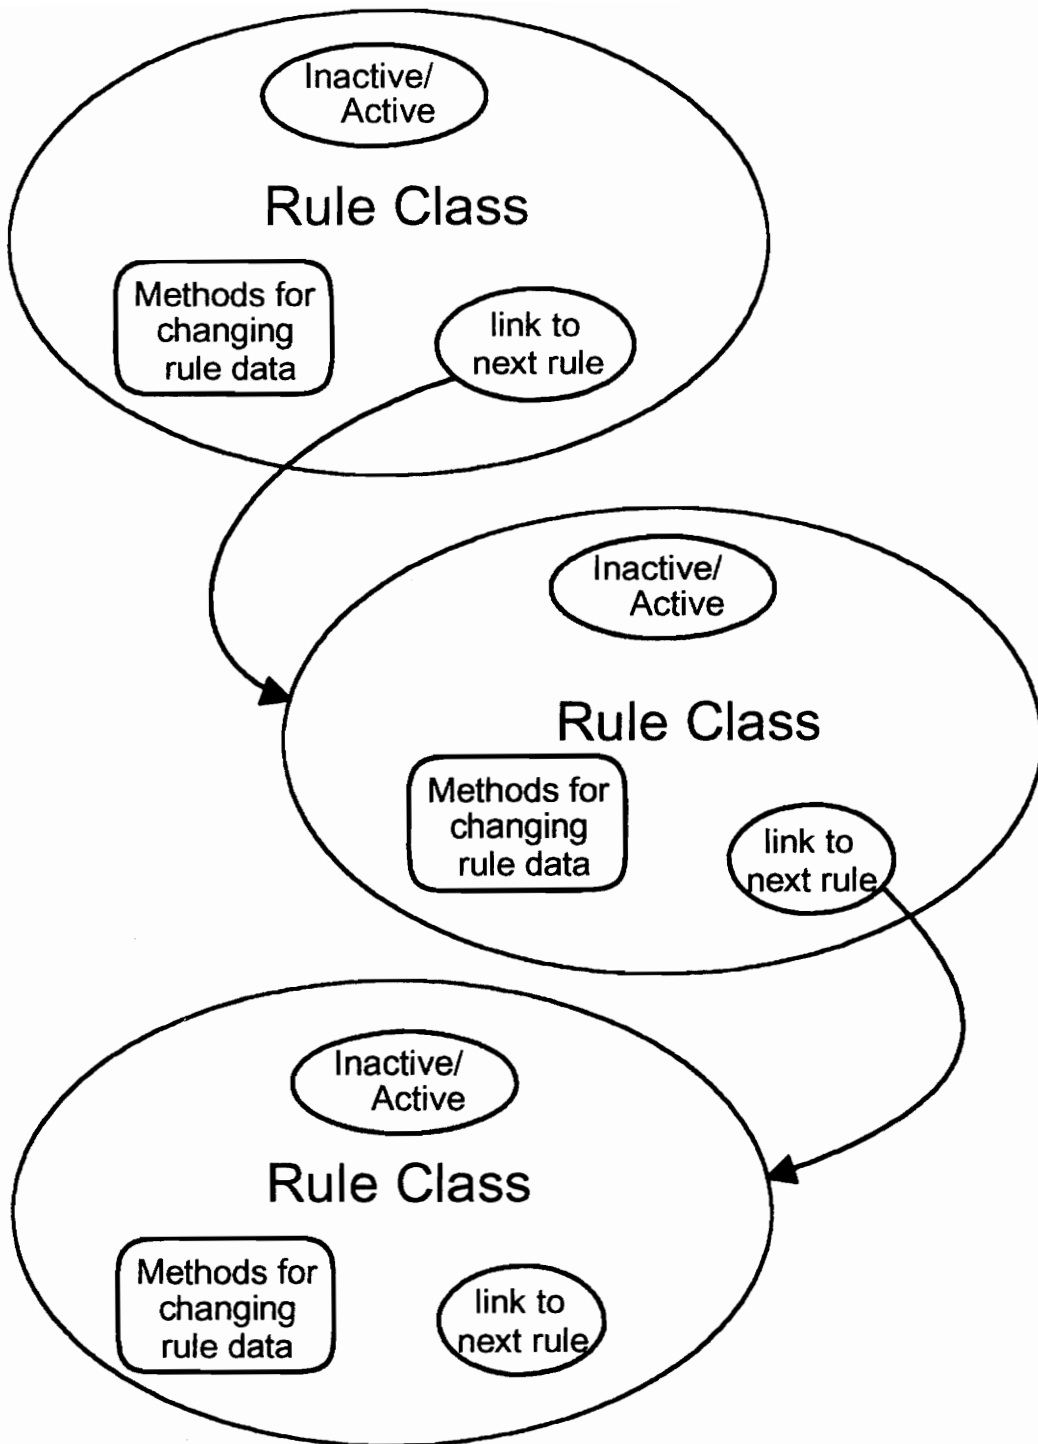 Inactive/
Active
Rule Class
Methods for
changing
rule data
link to
next rule
Inactive/
Active
Rule Class
Methods for
changing
rule data
link to
next rule
Inactive/
Active
Rule Class
Methods for
changing
rule data
link to
next rule